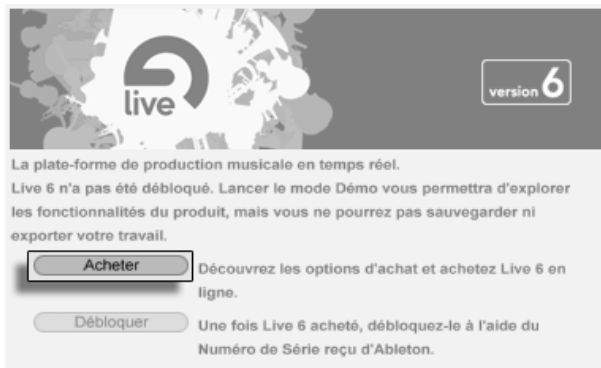 live
version 6
La plate-forme de production musicale en temps réel.
Live 6 n'a pas été débloqué. Lancer le mode Démo vous permettra d'explorer
les fonctionnalités du produit, mais vous ne pourrez pas sauvegarder ni
exporter votre travail.
Acheter
Découvrez les options d'achat et achetez Live 6 en
ligne.
Débloquer
Une fois Live 6 acheté, débloquez-le à l'aide du
Numéro de Série reçu d'Ableton.